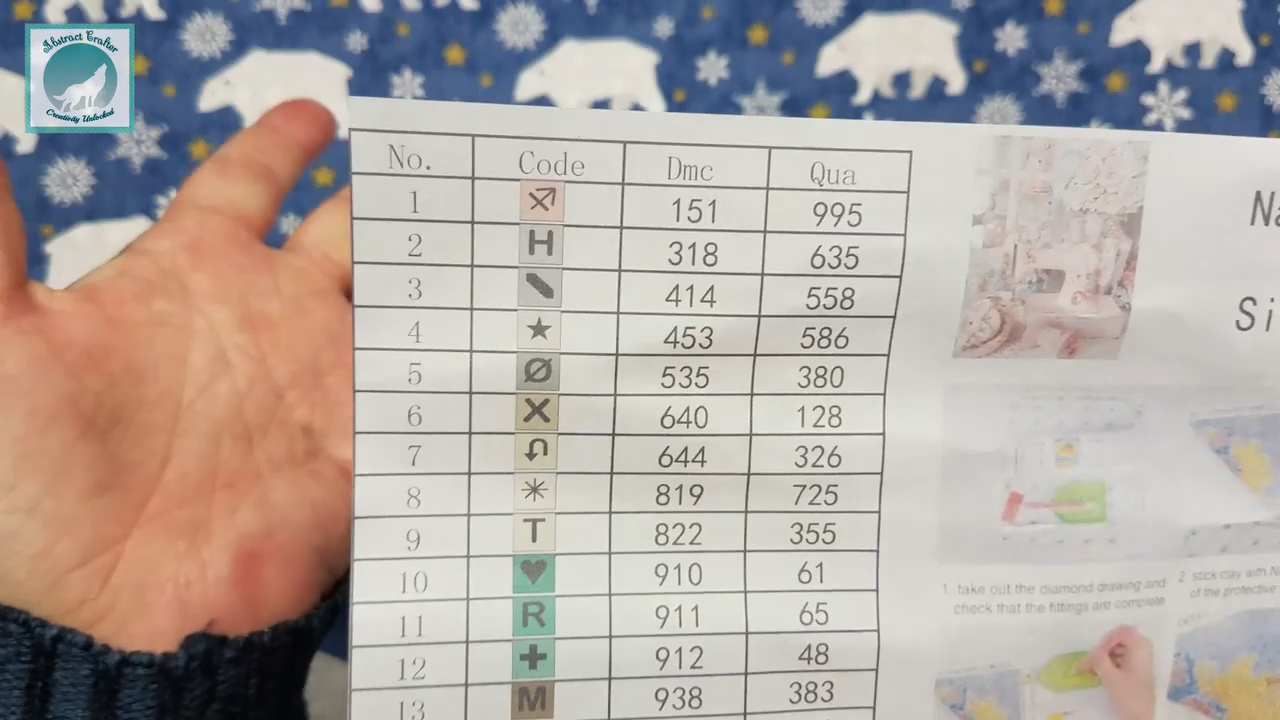 Abstract Crafter
Creativity Unlocked
No. Code Dmc Qua
1 151 995
2 H 318 635
3 414 558
4 ★ 453 586
5 Ø 535 380
6 X 640 128
7 644 326
8 819 725
9 T 822 355
10 ♥ 910 61
11 R 911 65
12 + 912 48
13 M 938 383
Si
1 take out the diamond drawing and
check that the fittings are complete
2 stick clay with
of the protective